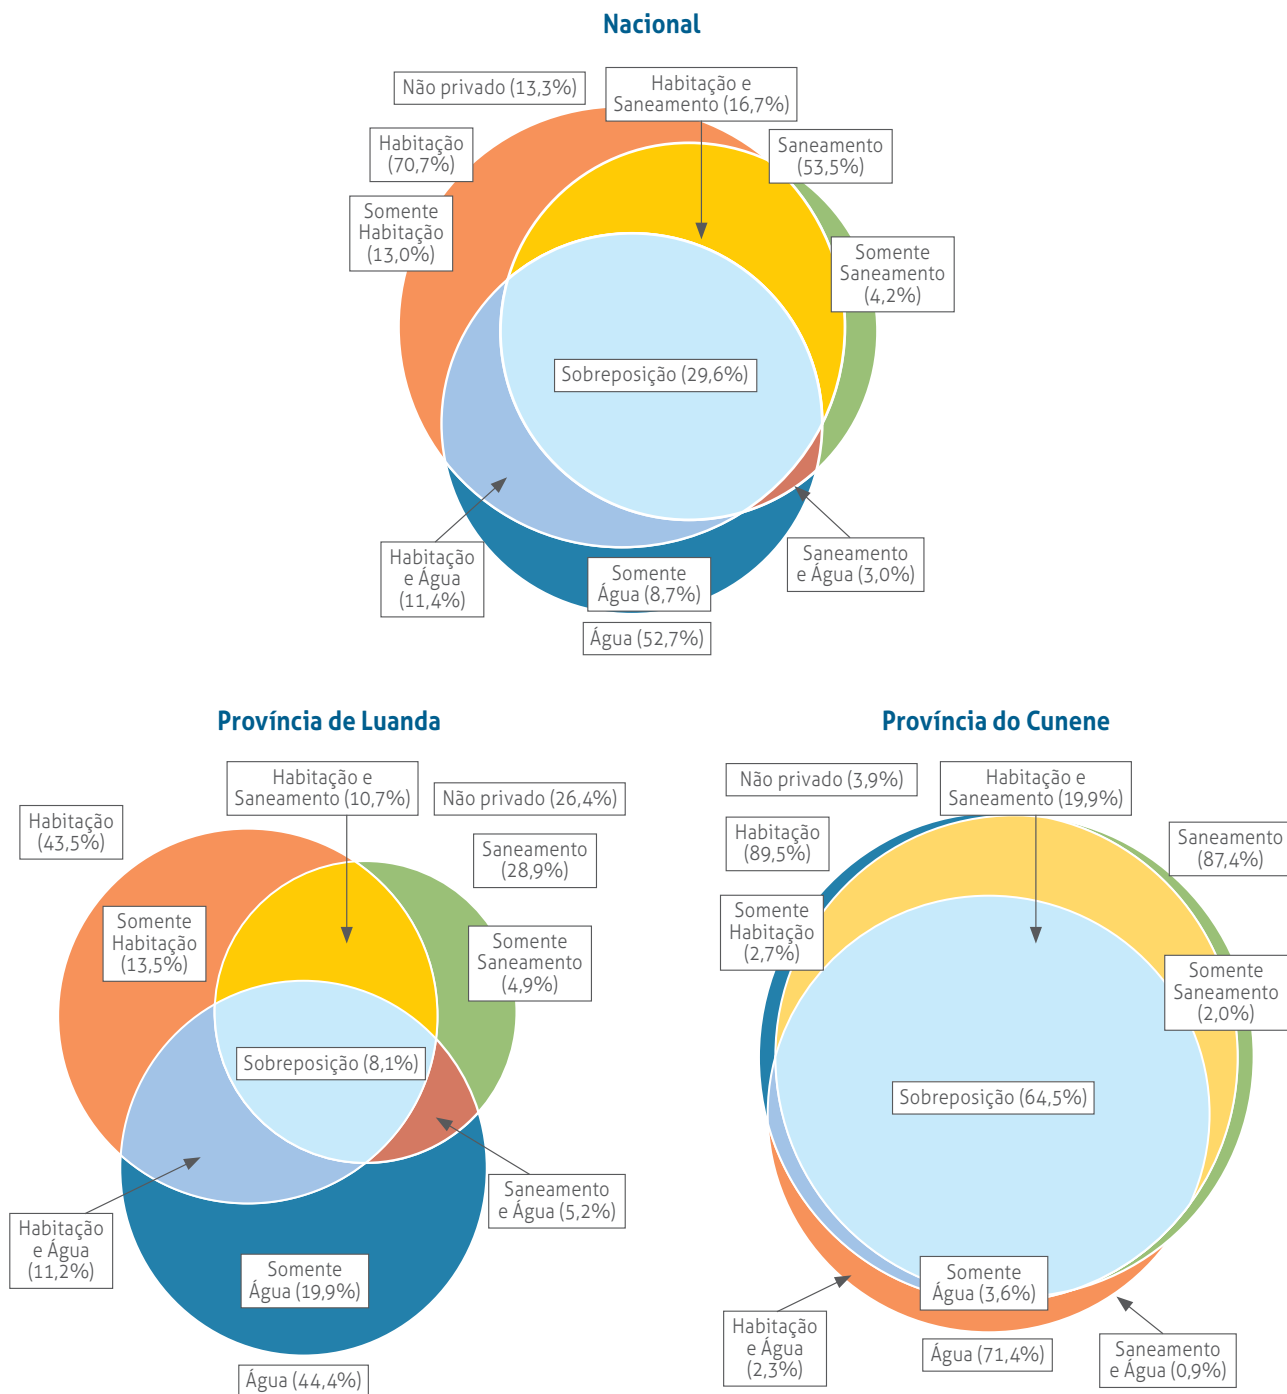 Nacional
Não privado (13,3%)
Habitação e
Saneamento (16,7%)
Habitação
(70,7%)
Saneamento
(53,5%)
Somente
Habitação
(13,0%)
Somente
Saneamento
(4,2%)
Sobreposição (29,6%)
Habitação
e Água
(11,4%)
Somente
Água (8,7%)
Saneamento
e Água (3,0%)
Água (52,7%)
Província de Luanda
Habitação e
Saneamento (10,7%)
Não privado (26,4%)
Habitação
(43,5%)
Saneamento
(28,9%)
Somente
Habitação
(13,5%)
Somente
Saneamento
(4,9%)
Sobreposição (8,1%)
Saneamento
e Água (5,2%)
Habitação
e Água
(11,2%)
Somente
Água (19,9%)
Água (44,4%)
Província do Cunene
Não privado (3,9%)
Habitação e
Saneamento (19,9%)
Habitação
(89,5%)
Saneamento
(87,4%)
Somente
Habitação
(2,7%)
Somente
Saneamento
(2,0%)
Sobreposição (64,5%)
Somente
Água (3,6%)
Habitação
e Água
(2,3%)
Água (71,4%)
Saneamento
e Água (0,9%)